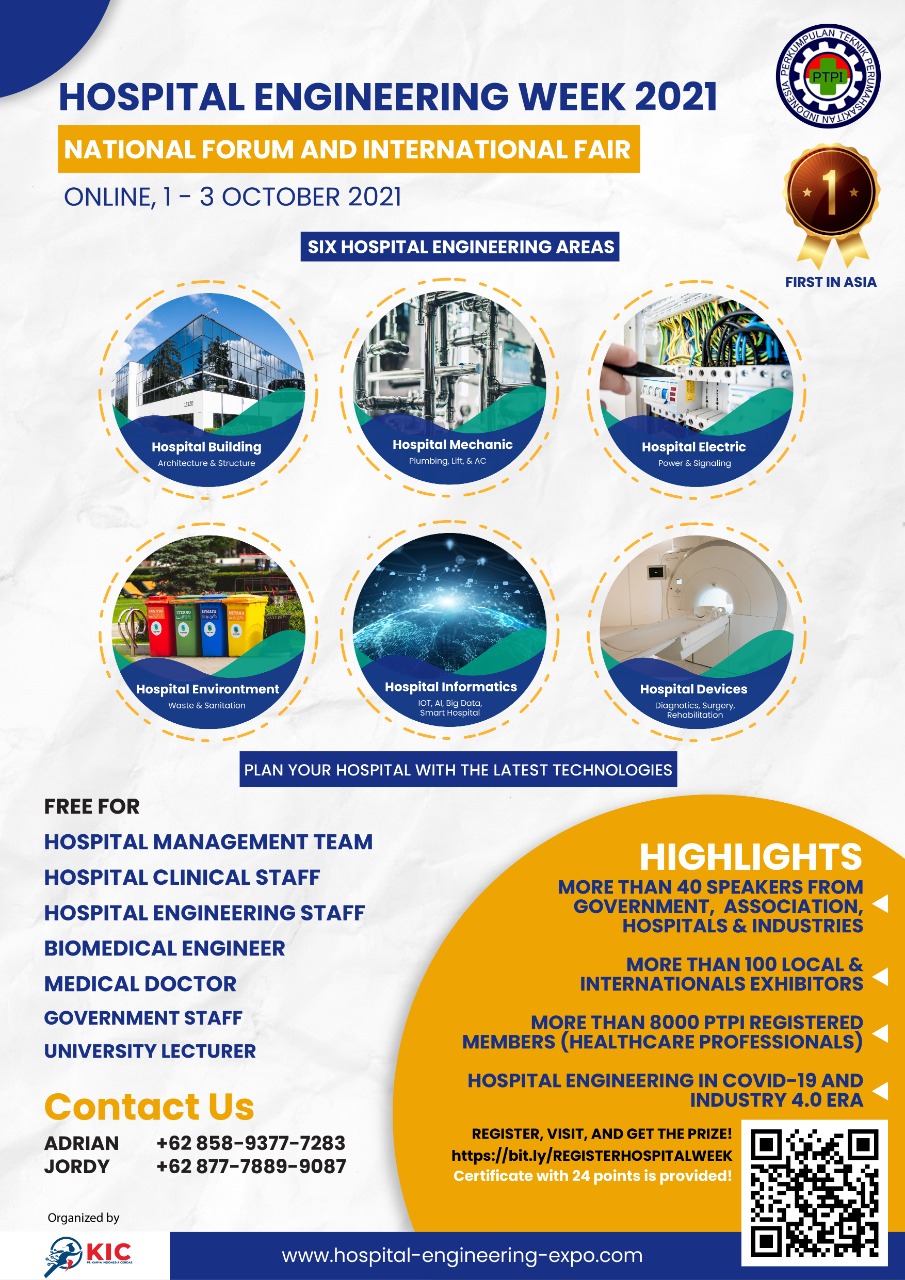 HOSPITAL ENGINEERING WEEK 2021
NATIONAL FORUM AND INTERNATIONAL FAIR
ONLINE, 1 - 3 OCTOBER 2021
PERKUMPULAN TEKNIK PERUMAHSAKITAN INDONESIA
PTPI
1
FIRST IN ASIA
SIX HOSPITAL ENGINEERING AREAS
Hospital Building
Architecture & Structure
Hospital Mechanic
Plumbing, Lift, & AC
Hospital Electric
Power & Signaling
Hospital Environtment
Waste & Sanitation
Hospital Informatics
IOT, AI, Big Data,
Smart Hospital
Hospital Devices
Diagnotics, Surgery,
Rehabilitation
PLAN YOUR HOSPITAL WITH THE LATEST TECHNOLOGIES
FREE FOR
HOSPITAL MANAGEMENT TEAM
HOSPITAL CLINICAL STAFF
HOSPITAL ENGINEERING STAFF
BIOMEDICAL ENGINEER
MEDICAL DOCTOR
GOVERNMENT STAFF
UNIVERSITY LECTURER
Contact Us
ADRIAN +62 858-9377-7283
JORDY +62 877-7889-9087
HIGHLIGHTS
MORE THAN 40 SPEAKERS FROM
GOVERNMENT, ASSOCIATION,
HOSPITALS & INDUSTRIES
MORE THAN 100 LOCAL &
INTERNATIONALS EXHIBITORS
MORE THAN 8000 PTPI REGISTERED
MEMBERS (HEALTHCARE PROFESSIONALS)
HOSPITAL ENGINEERING IN COVID-19 AND
INDUSTRY 4.0 ERA
REGISTER, VISIT, AND GET THE PRIZE!
https://bit.ly/REGISTERHOSPITALWEEK
Certificate with 24 points is provided!
Organized by
KIC
www.hospital-engineering-expo.com